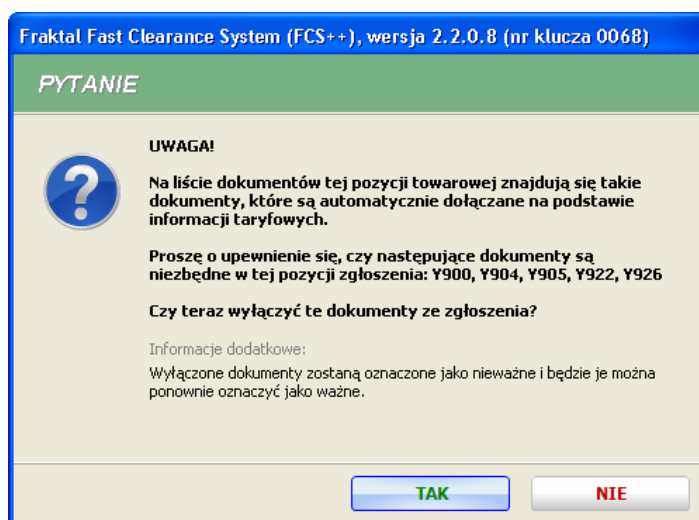 Fraktal Fast Clearance System (FCS++), wersja 2.2.0.8 (nr klucza 0068)
PYTANIE
UWAGA!
Na liście dokumentów tej pozycji towarowej znajdują się takie
dokumenty, które są automatycznie dołączane na podstawie
informacji taryfowych.
Proszę o upewnienie się, czy następujące dokumenty są
niezbędne w tej pozycji zgłoszenia: Y900, Y904, Y905, Y922, Y926
Czy teraz wyłączyć te dokumenty ze zgłoszenia?
Informacje dodatkowe:
Wyłączone dokumenty zostaną oznaczone jako nieważne i będzie je można
ponownie oznaczyć jako ważne.
TAK
NIE